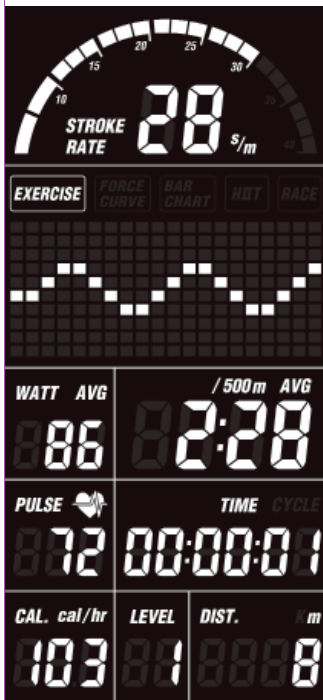 20 25
15 30
10 35
STROKE RATE 28 s/m 40
EXERCISE FORCE CURVE BAR CHART HIIT RACE
WATT AVG /500m AVG
86 2:28
PULSE TIME CYCLE
72 00:00:01
CAL. cal/hr LEVEL DIST. Km
103 1 8